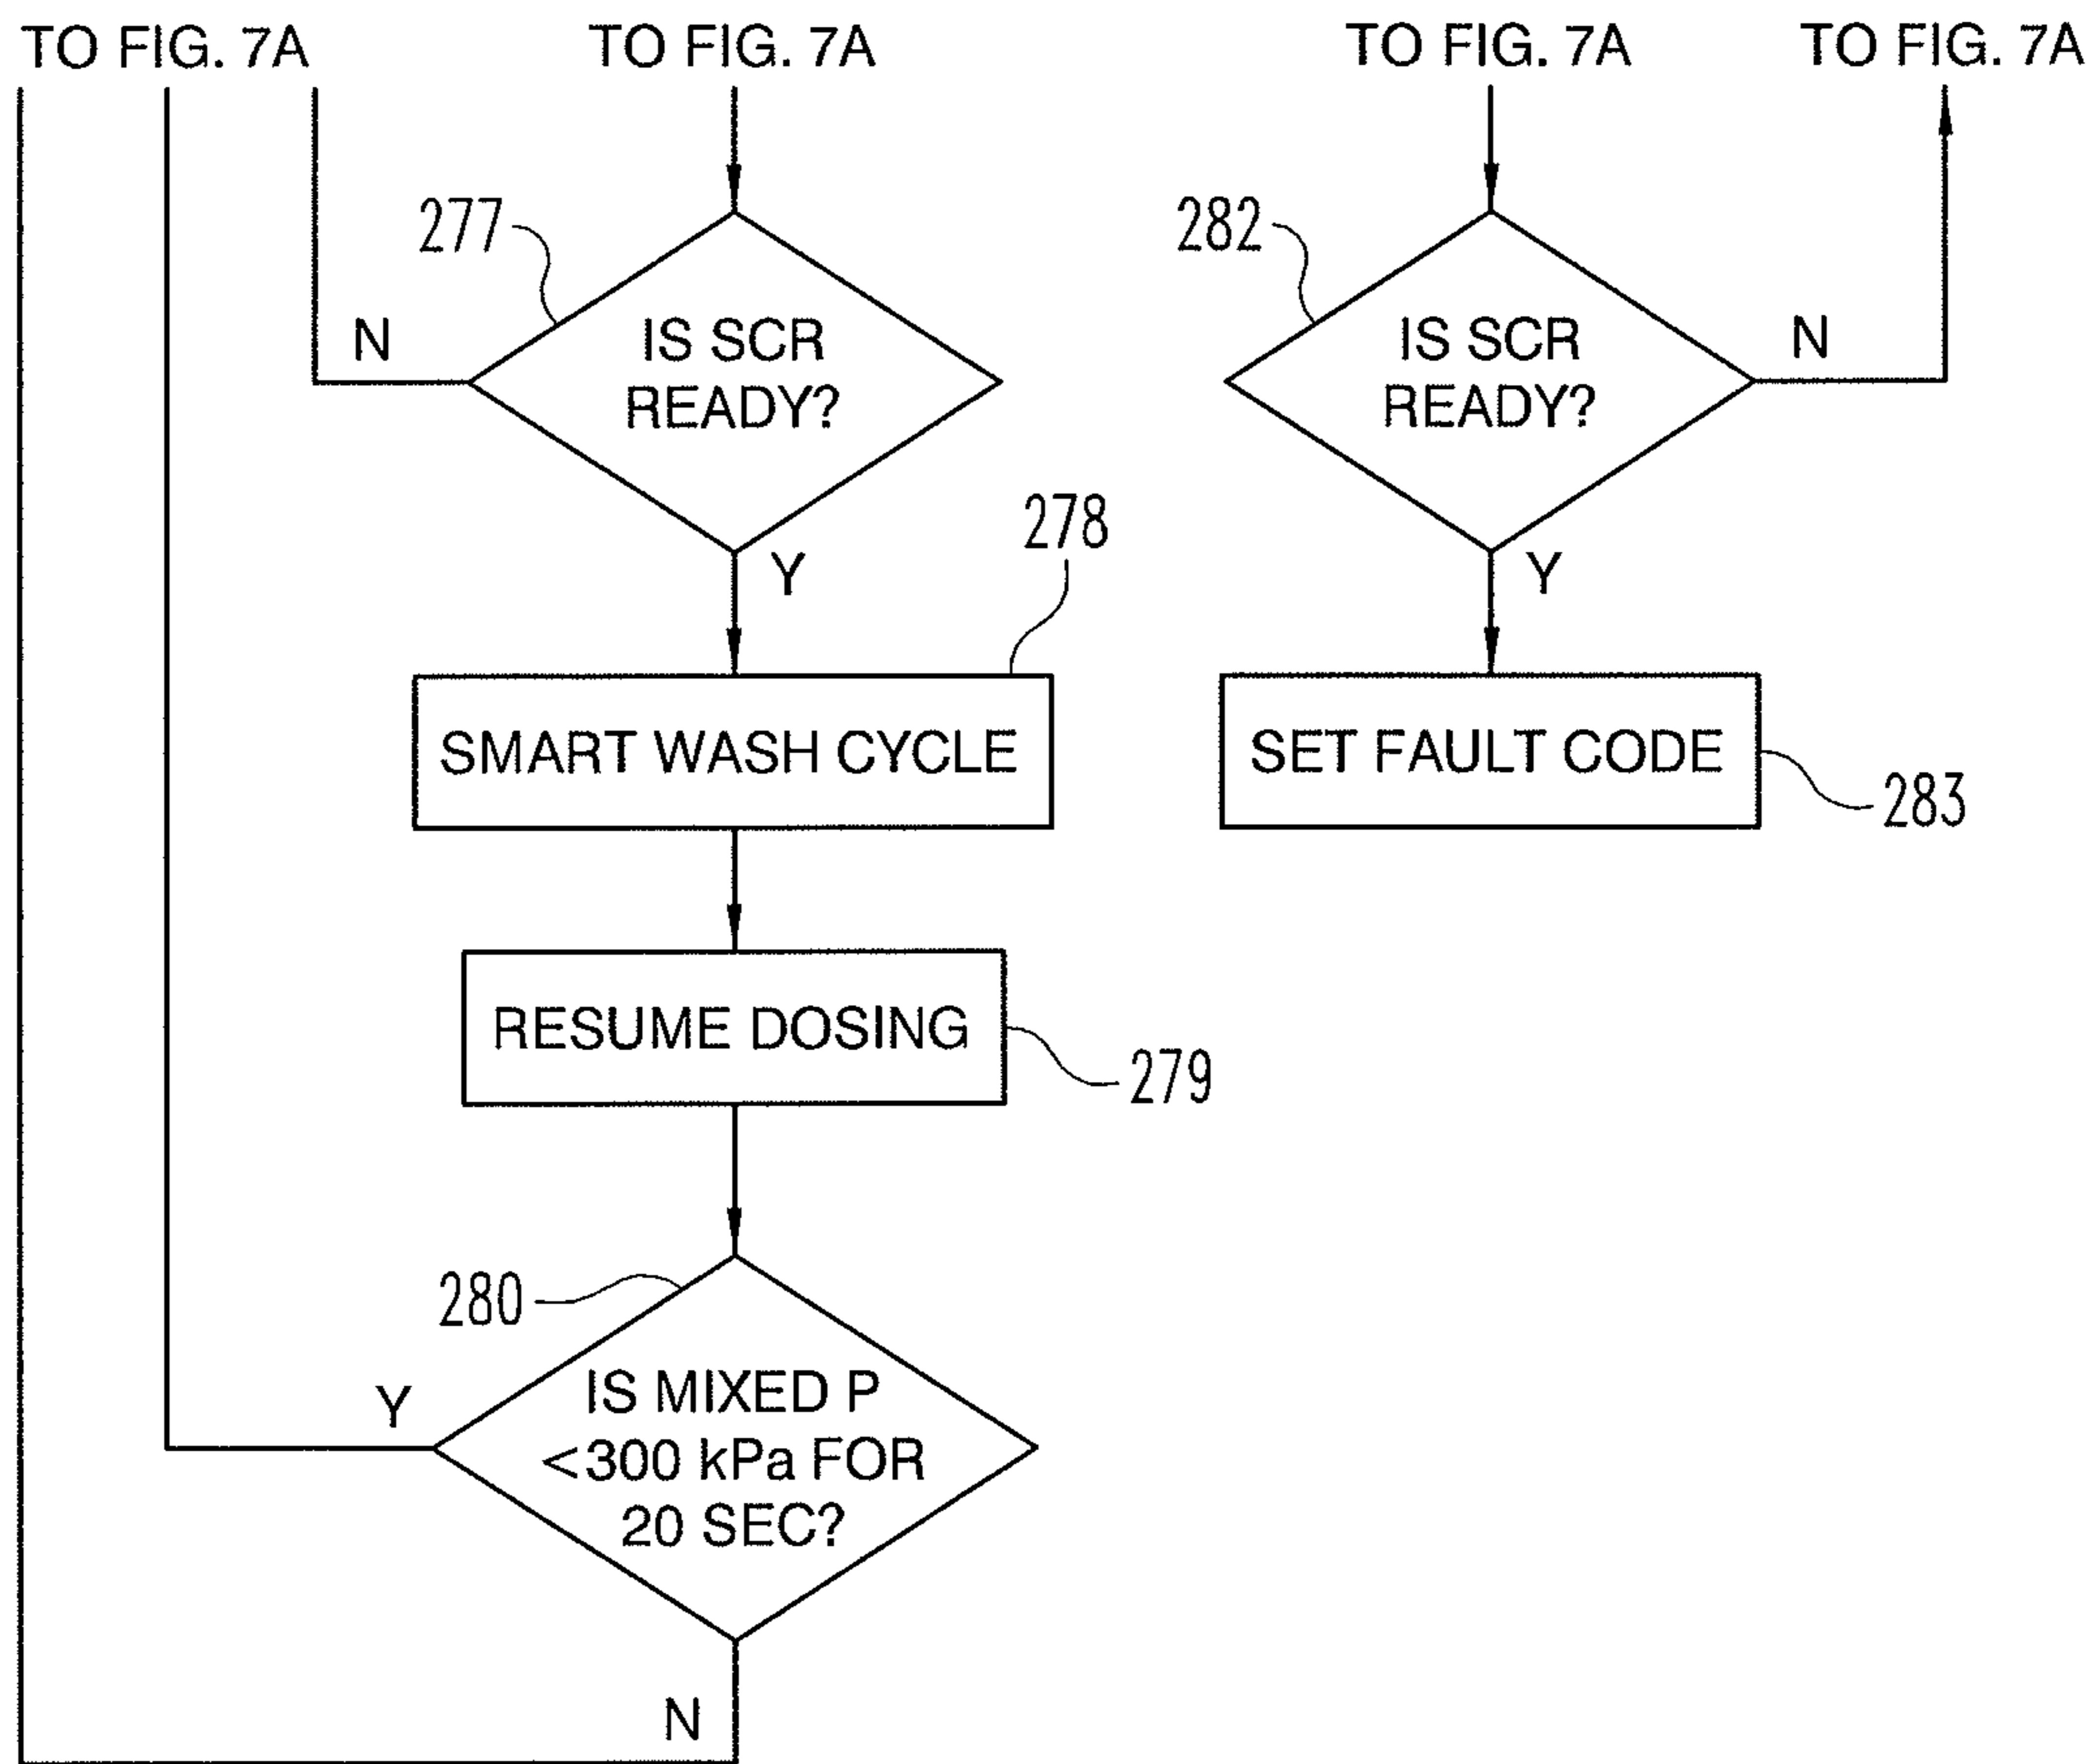 TO FIG. 7A
TO FIG. 7A
TO FIG. 7A
TO FIG. 7A
277
IS SCR
READY?
N
Y
282
IS SCR
READY?
N
Y
278
SMART WASH CYCLE
SET FAULT CODE
283
RESUME DOSING
279
280
IS MIXED P
<300 kPa FOR
20 SEC?
Y
N